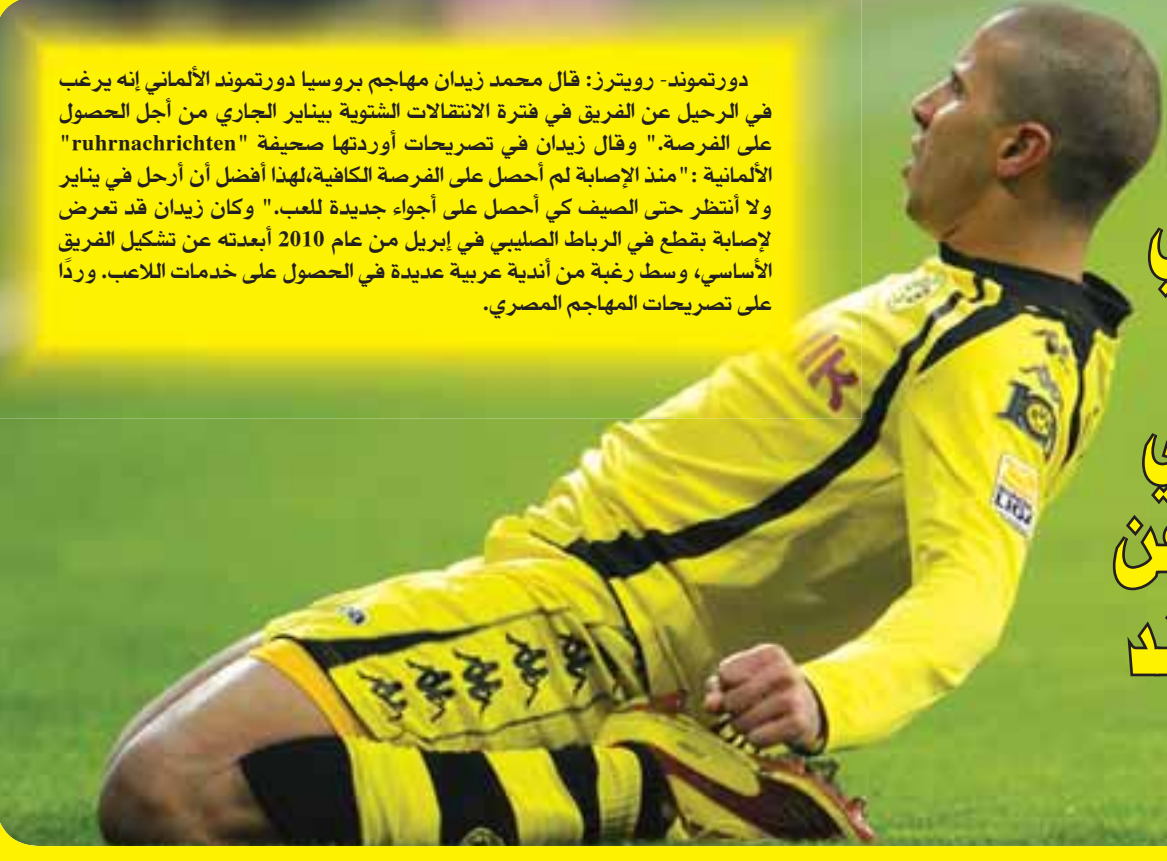 دورتموند- رويترز: قال محمد زيدان مهاجم بروسيا دورتموند الألماني إنه يرغب
في الرحيل عن الفريق في فترة الانتقالات الشتوية بيناير الجاري من أجل الحصول
على الفرصة." وقال زيدان في تصريحات أوردتها صحيفة "ruhrnachrichten"
الألمانية :"منذ الإصابة لم أحصل على الفرصة الكافية،لهذا أفضل أن أرحل في يناير
ولا أنتظر حتى الصيف كي أحصل على أجواء جديدة للعب." وكان زيدان قد تعرض
لإصابة بقطع في الرباط الصليبي في إبريل من عام 2010 أبعدته عن تشكيل الفريق
الأساسي، وسط رغبة من أندية عربية عديدة في الحصول على خدمات اللاعب. وردًا
على تصريحات المهاجم المصري.